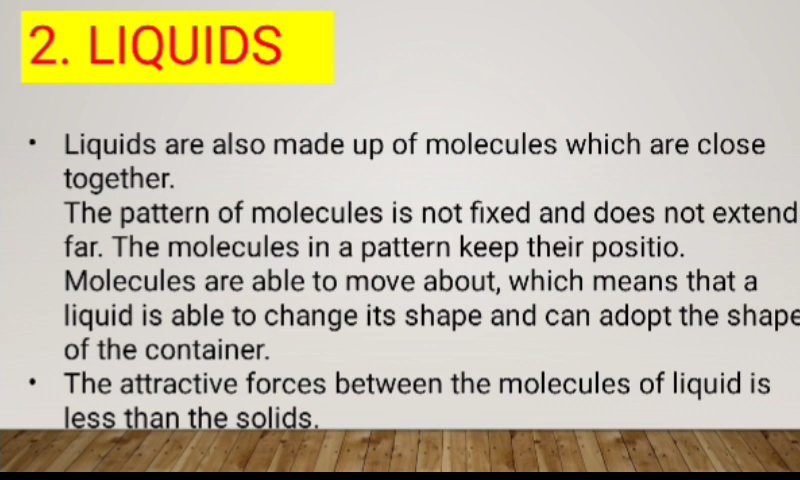 2. LIQUIDS
• Liquids are also made up of molecules which are close
together.
The pattern of molecules is not fixed and does not extend
far. The molecules in a pattern keep their positio.
Molecules are able to move about, which means that a
liquid is able to change its shape and can adopt the shape
of the container.
• The attractive forces between the molecules of liquid is
less than the solids.